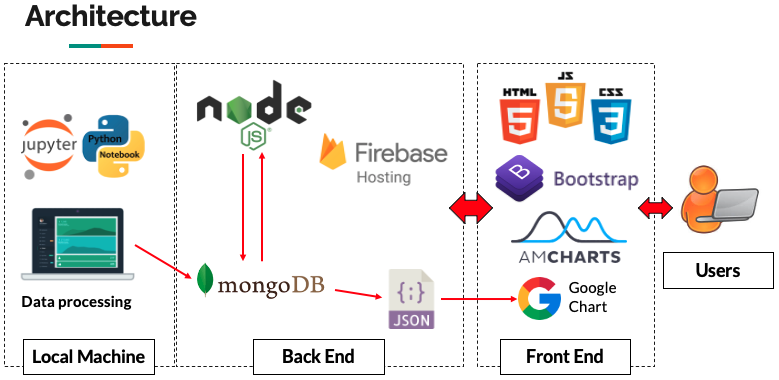 Architecture
jupyter
Python
Notebook
Data processing
Local Machine
node
JS
Firebase
Hosting
mongoDB
{;}
JSON
Back End
HTML
5
JS
5
CSS
3
B
Bootstrap
AMCHARTS
G
Google
Chart
Front End
Users